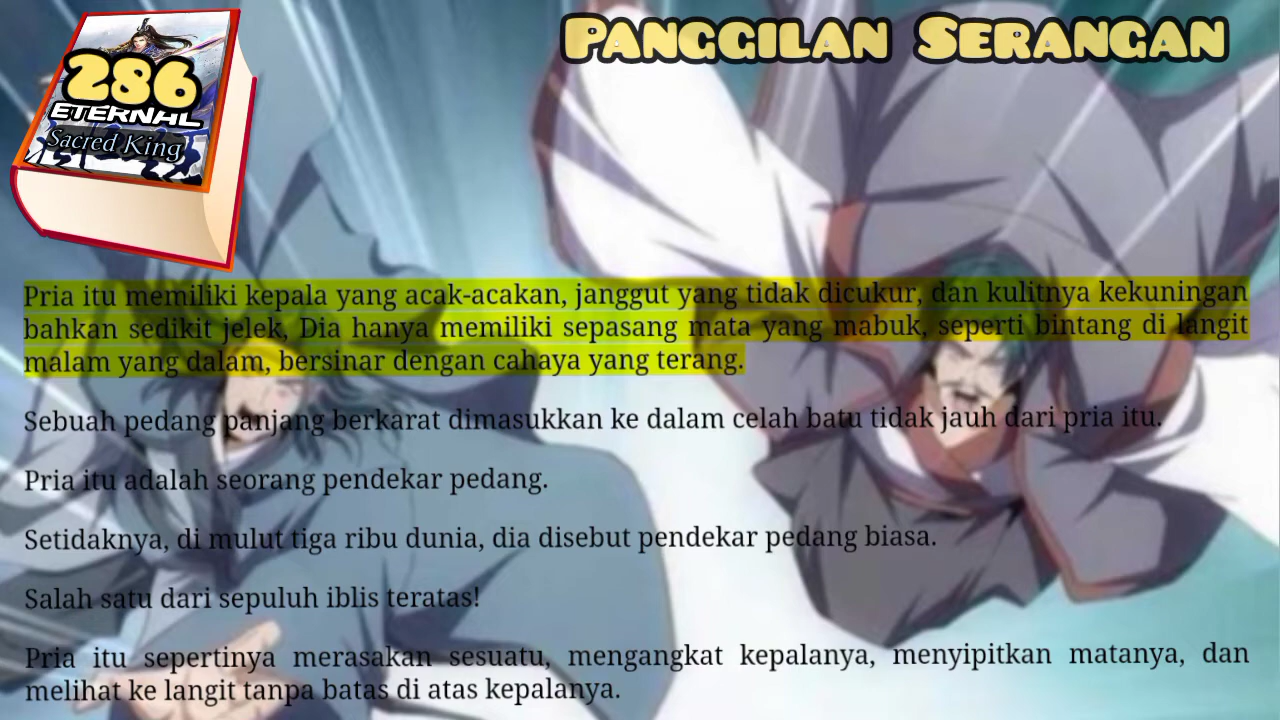 Panggilan Serangan
286
ETERNAL
Sacred King
Pria itu memiliki kepala yang acak-acakan, janggut yang tidak dicukur, dan kulitnya kekuningan
bahkan sedikit jelek, Dia hanya memiliki sepasang mata yang mabuk, seperti bintang di langit
malam yang dalam, bersinar dengan cahaya yang terang.
Sebuah pedang panjang berkarat dimasukkan ke dalam celah batu tidak jauh dari pria itu.
Pria itu adalah seorang pendekar pedang.
Setidaknya, di mulut tiga ribu dunia, dia disebut pendekar pedang biasa.
Salah satu dari sepuluh iblis teratas!
Pria itu sepertinya merasakan sesuatu, mengangkat kepalanya, menyipitkan matanya, dan
melihat ke langit tanpa batas di atas kepalanya.